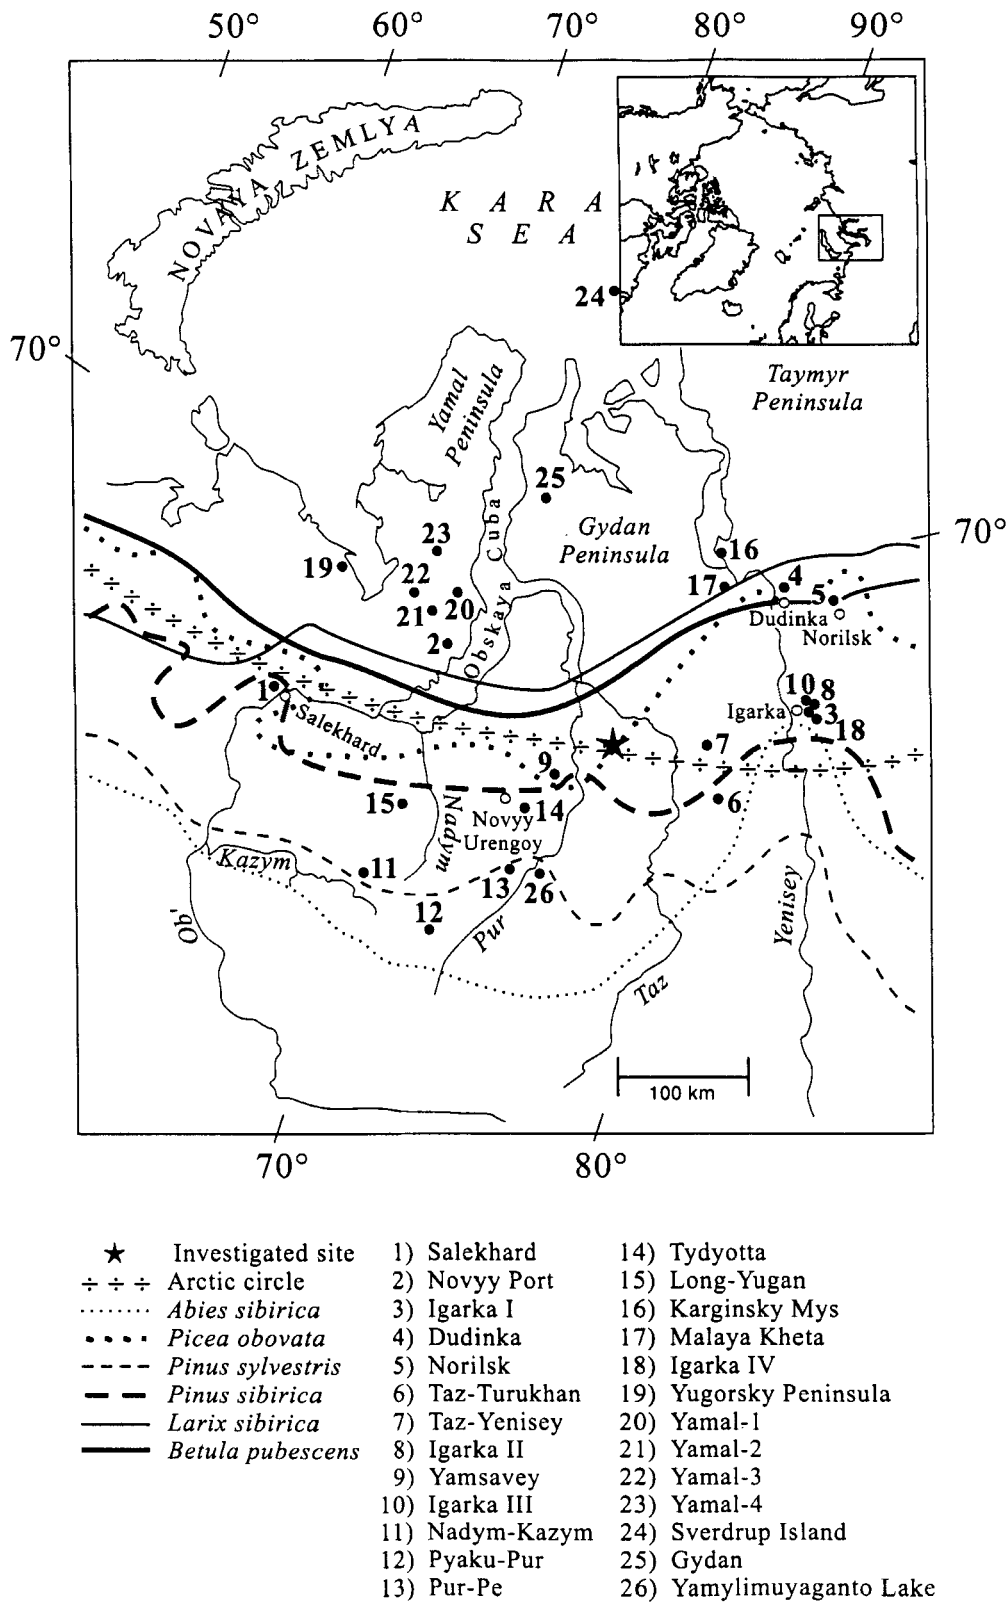 50° 60° 70° 80° 90°
NOVAYA ZEMLYA
KARA
SEA
24
70°
Taymyr
Peninsula
Yamal
Peninsula
25
Obskaya Cuba
Gydan
Peninsula
70°
23
16
19
22
17
4
5
21
20
Dudinka
Norilsk
2
1
Salekhard
10
8
Igarka
3
18
7
9
15
Nadym
Novyy
Urengoy
14
6
Kazym
11
13
26
12
Ob'
Pur
Yenisey
Taz
100 km
70° 80°
Investigated site
Arctic circle
Abies sibirica
Picea obovata
Pinus sylvestris
Pinus sibirica
Larix sibirica
Betula pubescens
1) Salekhard
2) Novyy Port
3) Igarka I
4) Dudinka
5) Norilsk
6) Taz-Turukhan
7) Taz-Yenisey
8) Igarka II
9) Yamsavey
10) Igarka III
11) Nadym-Kazym
12) Pyaku-Pur
13) Pur-Pe
14) Tydyotta
15) Long-Yugan
16) Karginsky Mys
17) Malaya Kheta
18) Igarka IV
19) Yugorsky Peninsula
20) Yamal-1
21) Yamal-2
22) Yamal-3
23) Yamal-4
24) Sverdrup Island
25) Gydan
26) Yamylimuyaganto Lake